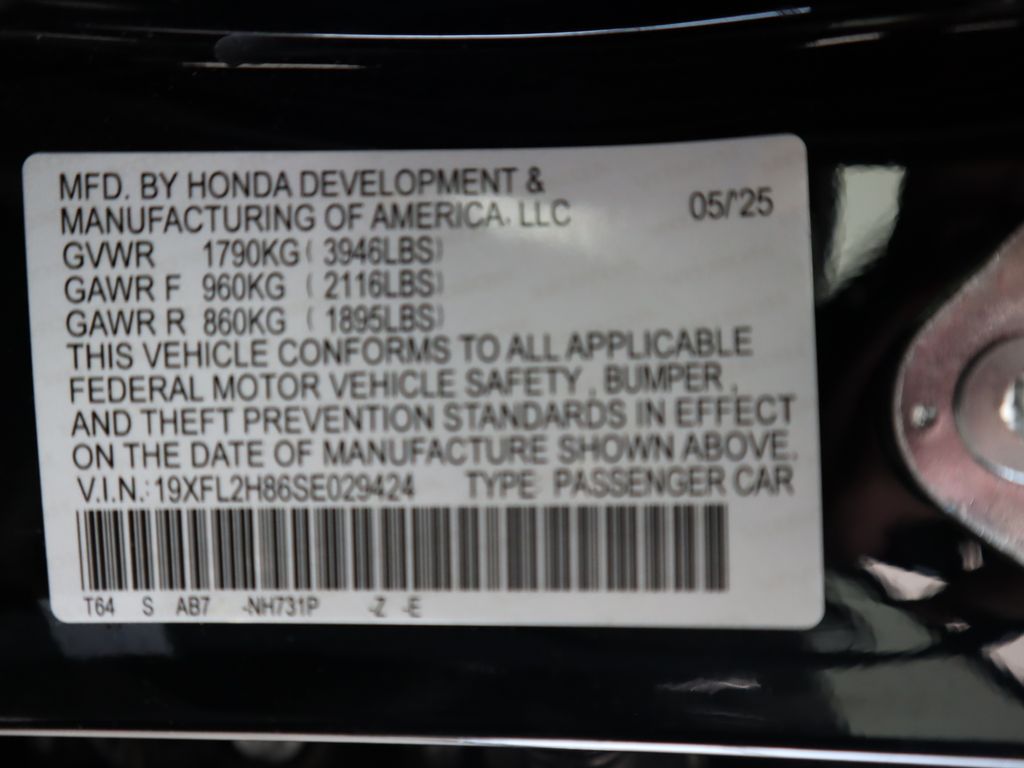 MFD. BY HONDA DEVELOPMENT &
MANUFACTURING OF AMERICA, LLC 05/'25
GVWR 1790KG ( 3946LBS)
GAWR F 960KG ( 2116LBS)
GAWR R 860KG ( 1895LBS)
THIS VEHICLE CONFORMS TO ALL APPLICABLE
FEDERAL MOTOR VEHICLE SAFETY , BUMPER ,
AND THEFT PREVENTION STANDARDS IN EFFECT
ON THE DATE OF MANUFACTURE SHOWN ABOVE.
V.I.N.: 19XFL2H86SE029424 TYPE PASSENGER CAR
T64 S AB7 -NH731P -Z -E